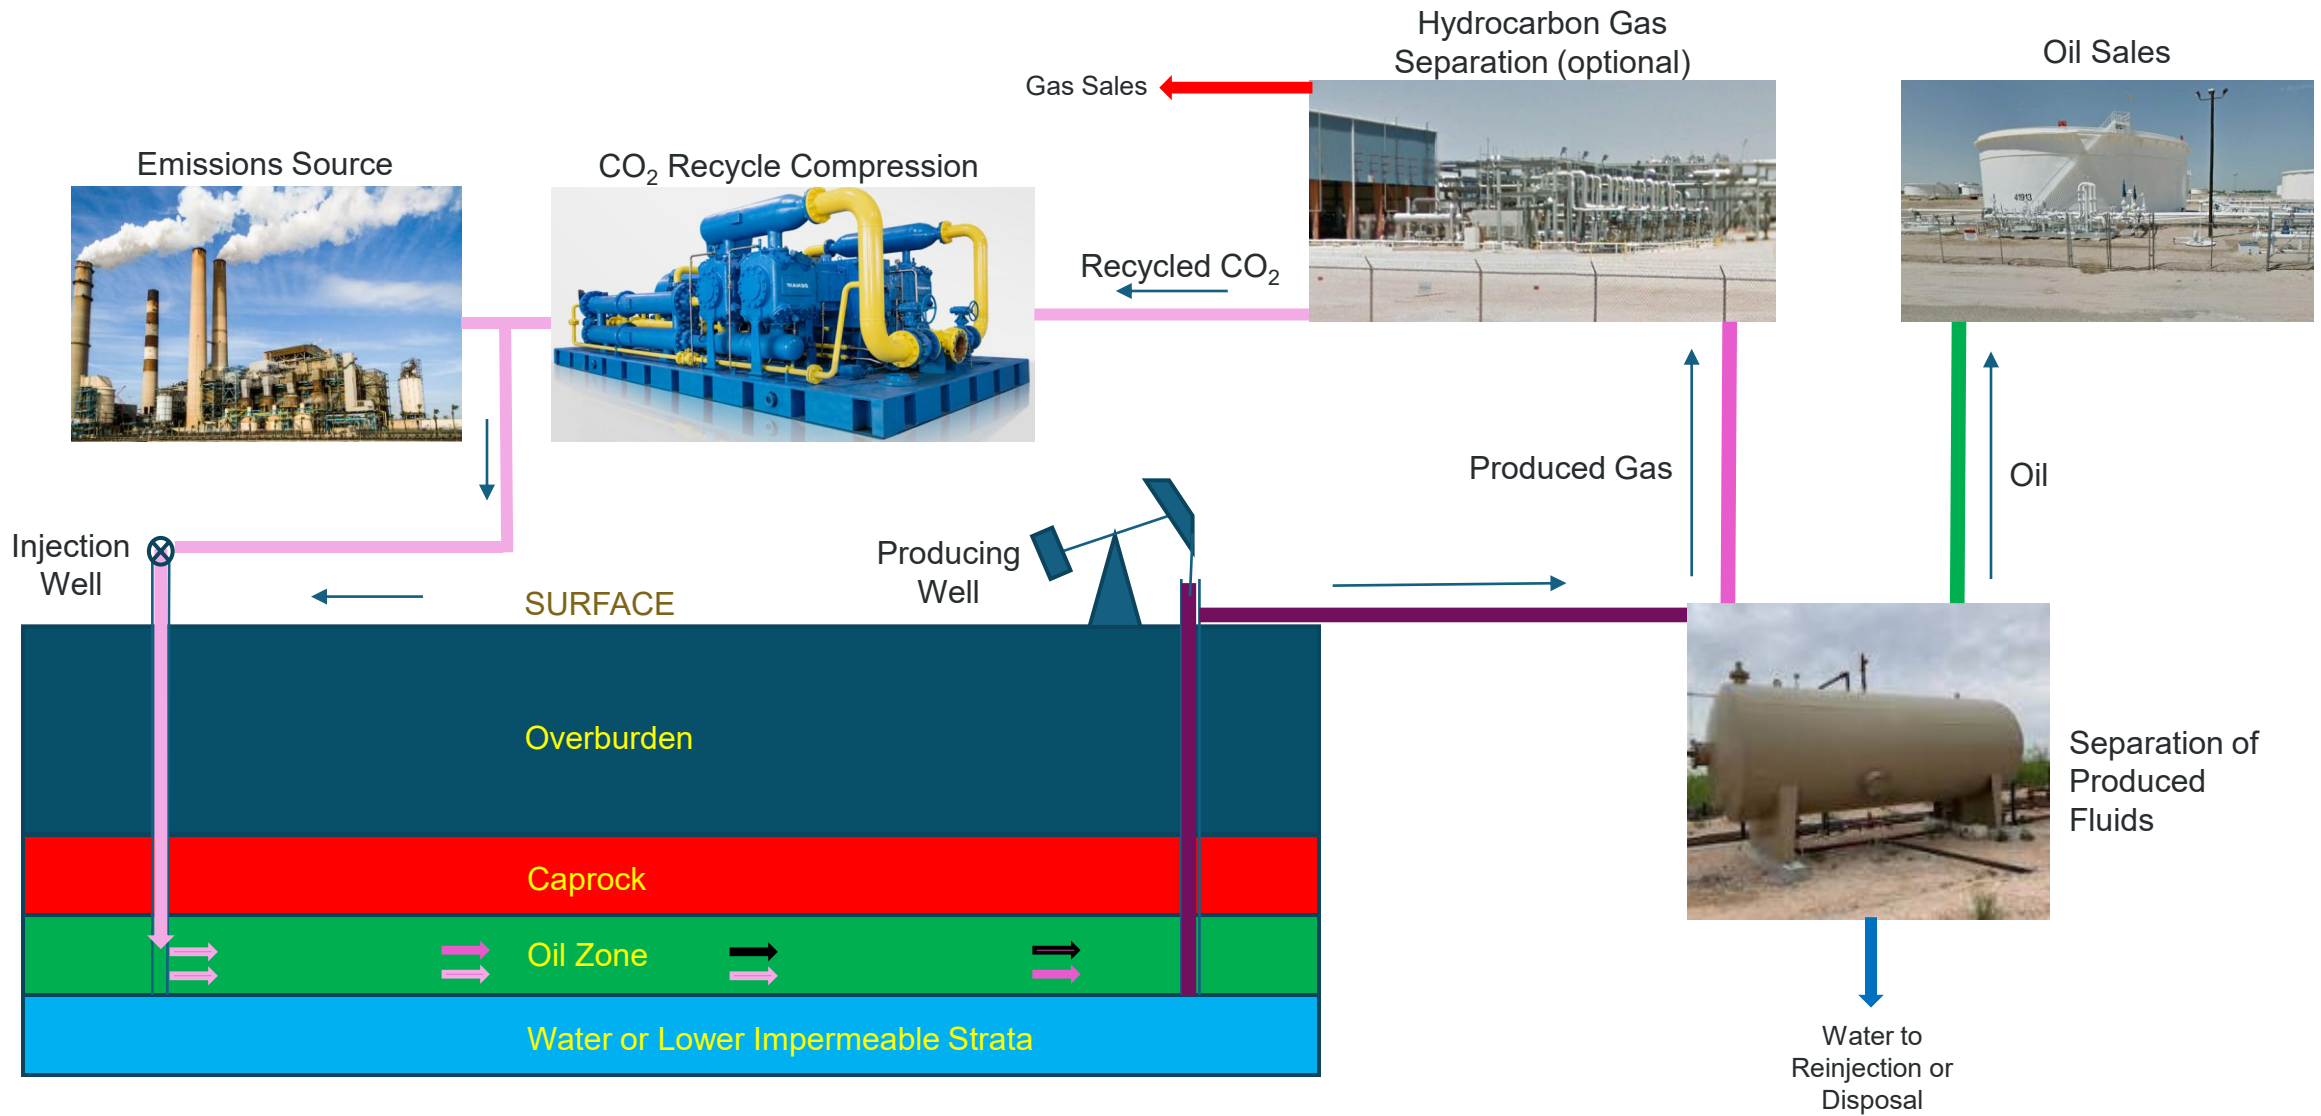 Hydrocarbon Gas
Separation (optional)
Oil Sales
Gas Sales
Emissions Source
CO₂ Recycle Compression
41913
Recycled CO₂
Produced Gas
Oil
Injection
Well
Producing
Well
SURFACE
Overburden
Separation of
Produced
Fluids
Caprock
Oil Zone
Water or Lower Impermeable Strata
Water to
Reinjection or
Disposal